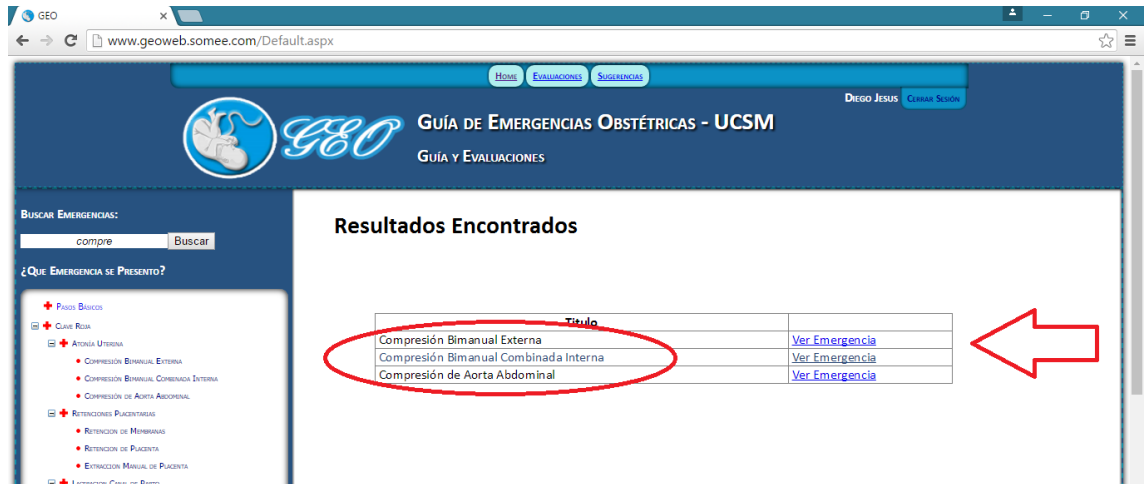 GEO
www.geoweb.somee.com/Default.aspx
Home Evaluaciones Sugerencias
Diego Jesus Cerrar Sesión
GEO
Guía de Emergencias Obstétricas - UCSM
Guía y Evaluaciones
Buscar Emergencias:
compre Buscar
¿Que Emergencia se Presento?
Pasos Básicos
Clave Roja
Atonía Uterina
Compresión Bimanual Externa
Compresión Bimanual Combinada Interna
Compresión de Aorta Abdominal
Retenciones Placentarias
Retencion de Membranas
Retencion de Placenta
Extraccion Manual de Placenta
Laceracion Canal de Parto
Resultados Encontrados
Titulo
Compresión Bimanual Externa Ver Emergencia
Compresión Bimanual Combinada Interna Ver Emergencia
Compresión de Aorta Abdominal Ver Emergencia